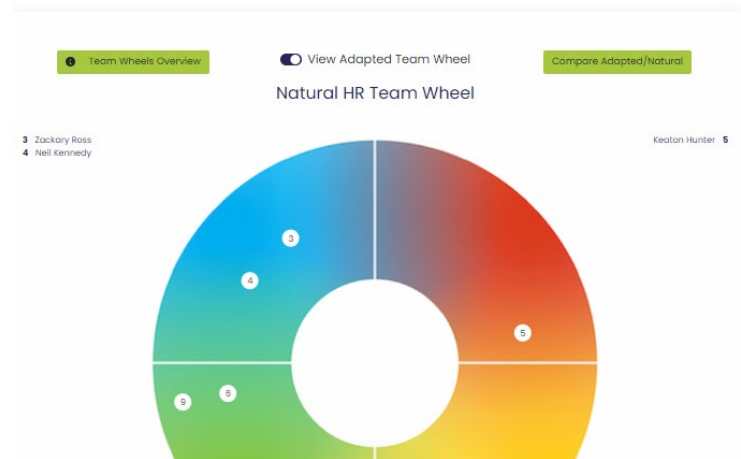 Team Wheels Overview
View Adapted Team Wheel
Compare Adapted/Natural
Natural HR Team Wheel
3 Zackary Ross
4 Neil Kennedy
Keaton Hunter 5
3
4
5
6
9